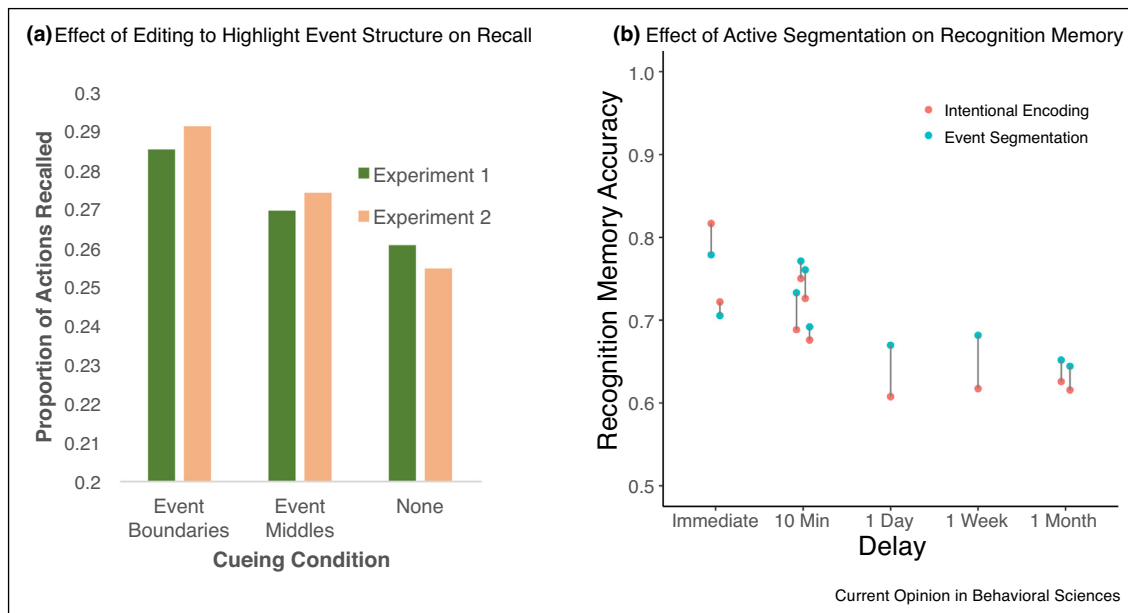 (a) Effect of Editing to Highlight Event Structure on Recall
0.3
0.29
0.28
0.27
0.26
0.25
0.24
0.23
0.22
0.21
0.2
Proportion of Actions Recalled
Experiment 1
Experiment 2
Event
Boundaries
Event
Middles
None
Cueing Condition
(b) Effect of Active Segmentation on Recognition Memory
1.0
0.9
0.8
0.7
0.6
0.5
Recognition Memory Accuracy
Intentional Encoding
Event Segmentation
Immediate
10 Min
1 Day
1 Week
1 Month
Delay
Current Opinion in Behavioral Sciences